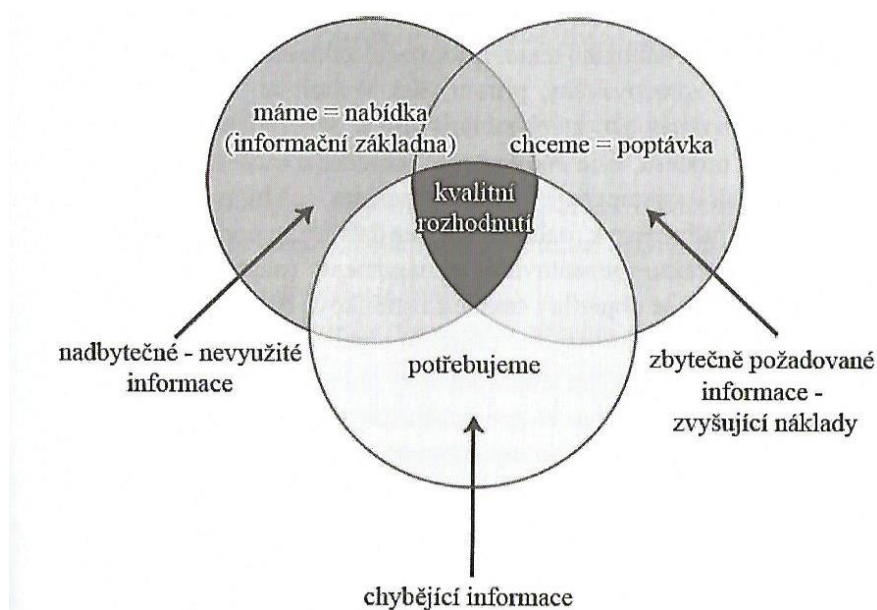 máme = nabídka
(informační základna)
chceme = poptávka
kvalitní
rozhodnutí
nadbytečné - nevyužité
informace
potřebujeme
zbytečně požadované
informace -
zvyšující náklady
chybějící informace